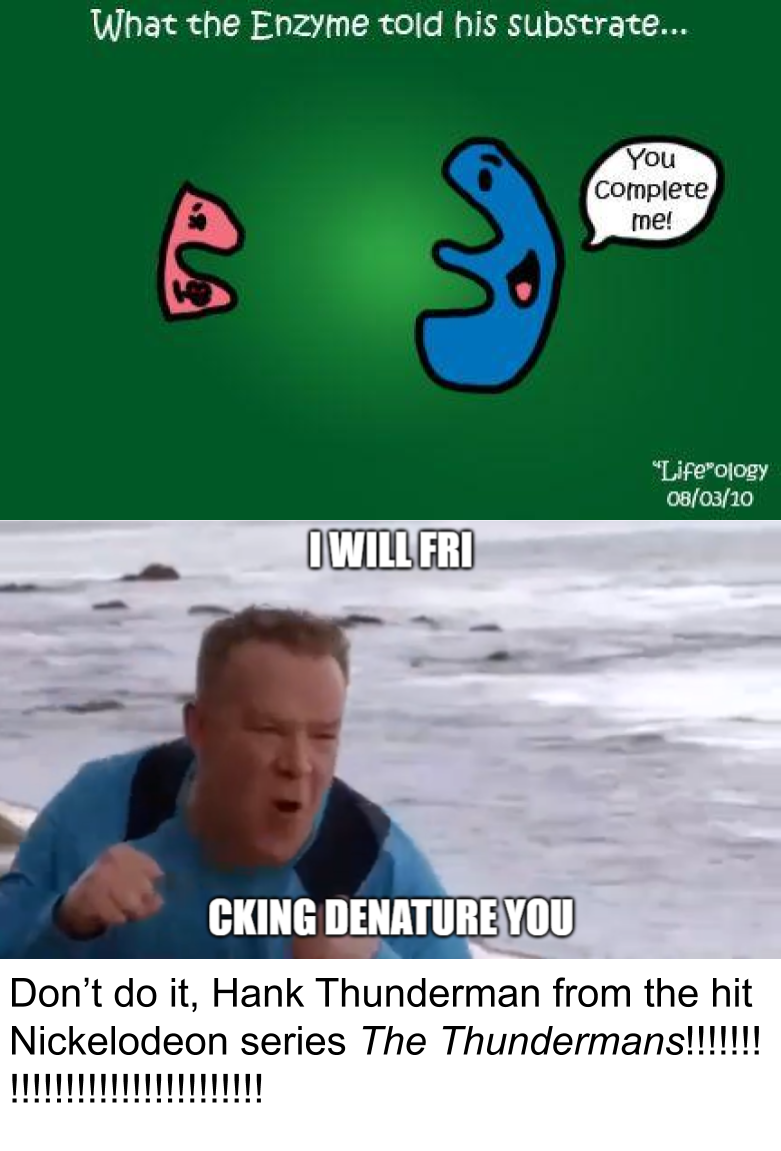 What the Enzyme told his substrate...
You
complete
me!
"Life"ology
08/03/10
I WILL FRI
CKING DENATURE YOU
Don’t do it, Hank Thunderman from the hit
Nickelodeon series The Thundermans!!!!!!!
!!!!!!!!!!!!!!!!!!!!!!!